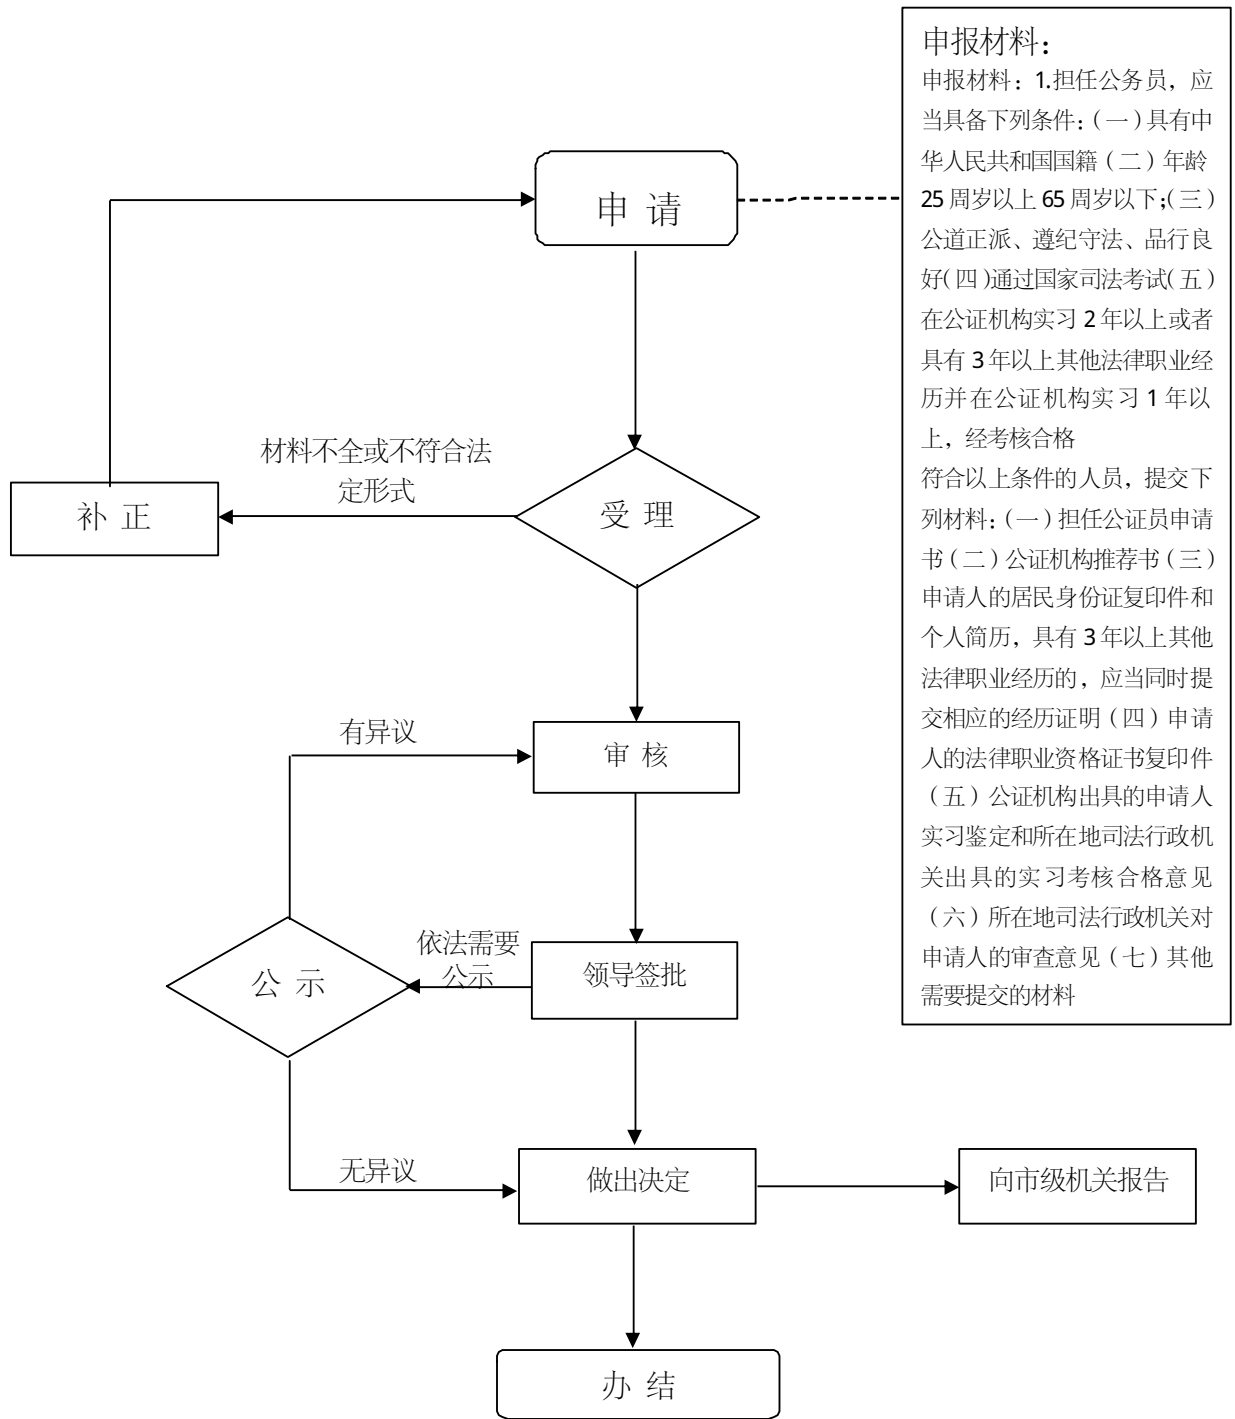 申报材料：
申报材料：1.担任公务员，应
当具备下列条件：（一）具有中
华人民共和国国籍（二）年龄
25周岁以上65周岁以下；（三）
公道正派、遵纪守法、品行良
好（四）通过国家司法考试（五）
在公证机构实习2年以上或者
具有3年以上其他法律职业经
历并在公证机构实习1年以
上，经考核合格
符合以上条件的人员，提交下
列材料：（一）担任公证员申请
书（二）公证机构推荐书（三）
申请人的居民身份证复印件和
个人简历，具有3年以上其他
法律职业经历的，应当同时提
交相应的经历证明（四）申请
人的法律职业资格证书复印件
（五）公证机构出具的申请人
实习鉴定和所在地司法行政机
关出具的实习考核合格意见
（六）所在地司法行政机关对
申请人的审查意见（七）其他
需要提交的材料
申 请
材料不全或不符合法
定形式
补 正
受 理
有异议
审 核
依法需要
公示
公 示
领导签批
无异议
做出决定
向市级机关报告
办 结